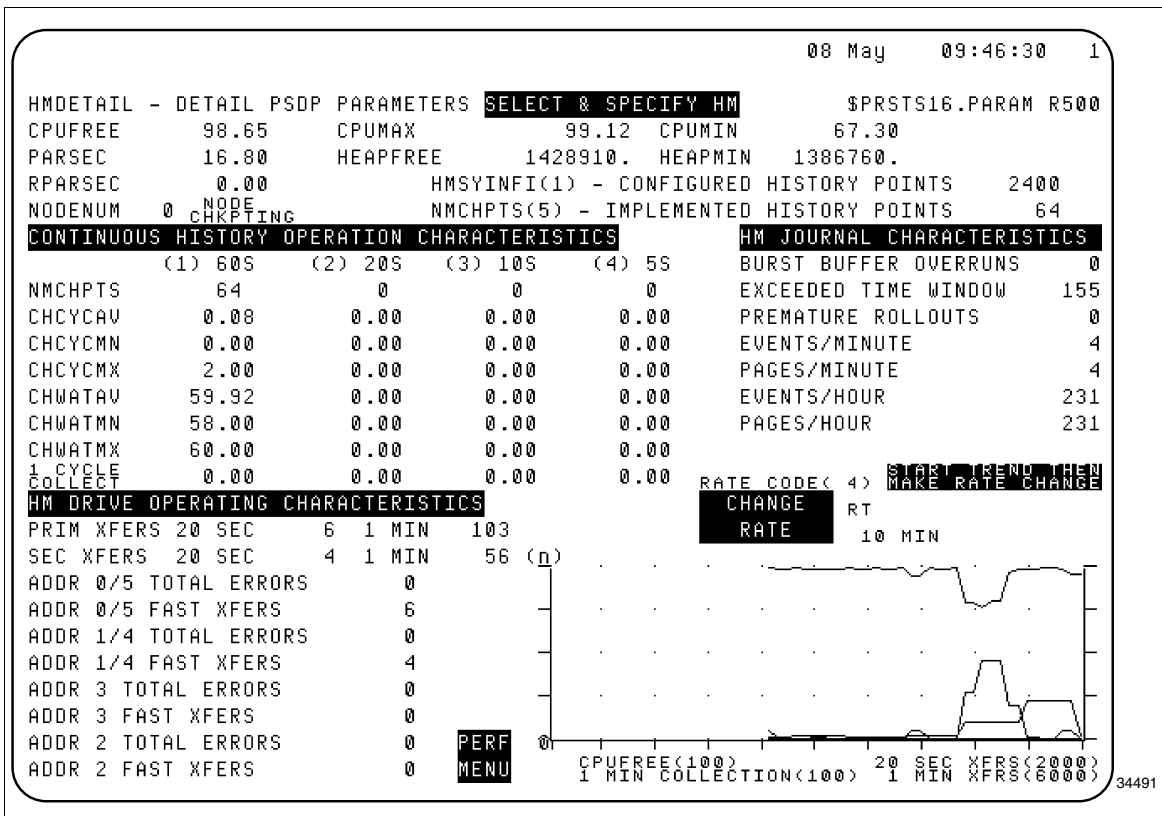 08 May 09:46:30 1
HMDETAIL - DETAIL PSDP PARAMETERS SELECT & SPECIFY HM $PRSTS16.PARAM R500
CPUFREE 98.65 CPUMAX 99.12 CPUMIN 67.30
PARSEC 16.80 HEAPFREE 1428910. HEAPMIN 1386760.
RPARSEC 0.00 HMSYINFI(1) - CONFIGURED HISTORY POINTS 2400
NODENUM 0 NODE CHKPTING NMCHPTS(5) - IMPLEMENTED HISTORY POINTS 64
CONTINUOUS HISTORY OPERATION CHARACTERISTICS HM JOURNAL CHARACTERISTICS
(1) 60S (2) 20S (3) 10S (4) 5S BURST BUFFER OVERRUNS 0
NMCHPTS 64 0 0 0 EXCEEDED TIME WINDOW 155
CHCYCAV 0.08 0.00 0.00 0.00 PREMATURE ROLLOUTS 0
CHCYCMN 0.00 0.00 0.00 0.00 EVENTS/MINUTE 4
CHCYCMX 2.00 0.00 0.00 0.00 PAGES/MINUTE 4
CHWATAV 59.92 0.00 0.00 0.00 EVENTS/HOUR 231
CHWATMN 58.00 0.00 0.00 0.00 PAGES/HOUR 231
CHWATMX 60.00 0.00 0.00 0.00
1 CYCLE COLLECT 0.00 0.00 0.00 0.00 RATE CODE( 4) START TREND THEN MAKE RATE CHANGE
HM DRIVE OPERATING CHARACTERISTICS CHANGE RATE RT
PRIM XFERS 20 SEC 6 1 MIN 103 10 MIN
SEC XFERS 20 SEC 4 1 MIN 56 (n)
ADDR 0/5 TOTAL ERRORS 0
ADDR 0/5 FAST XFERS 6
ADDR 1/4 TOTAL ERRORS 0
ADDR 1/4 FAST XFERS 4
ADDR 3 TOTAL ERRORS 0
ADDR 3 FAST XFERS 0
ADDR 2 TOTAL ERRORS 0 PERF 0
ADDR 2 FAST XFERS 0 MENU
CPUFREE(100) 20 SEC XFRS(2000)
1 MIN COLLECTION(100) 1 MIN XFRS(6000)
34491